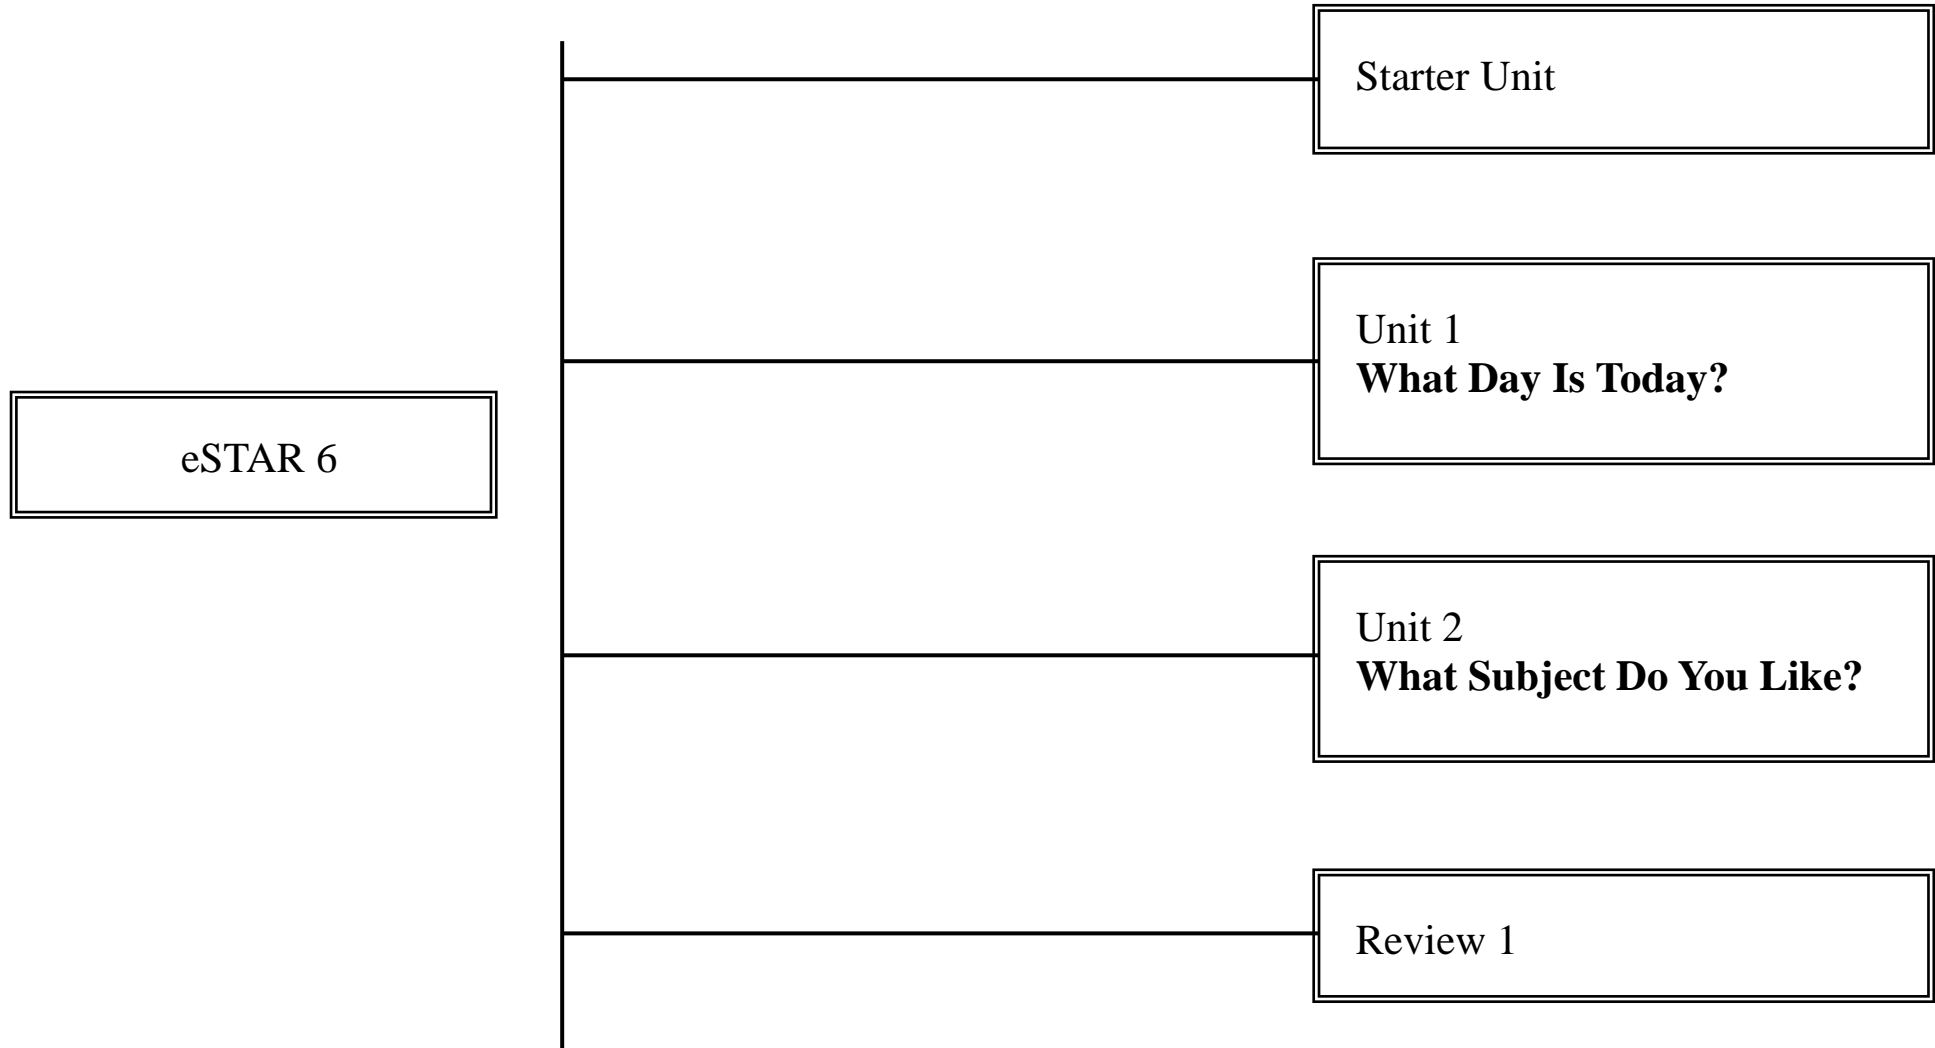 eSTAR 6
Starter Unit
Unit 1
What Day Is Today?
Unit 2
What Subject Do You Like?
Review 1